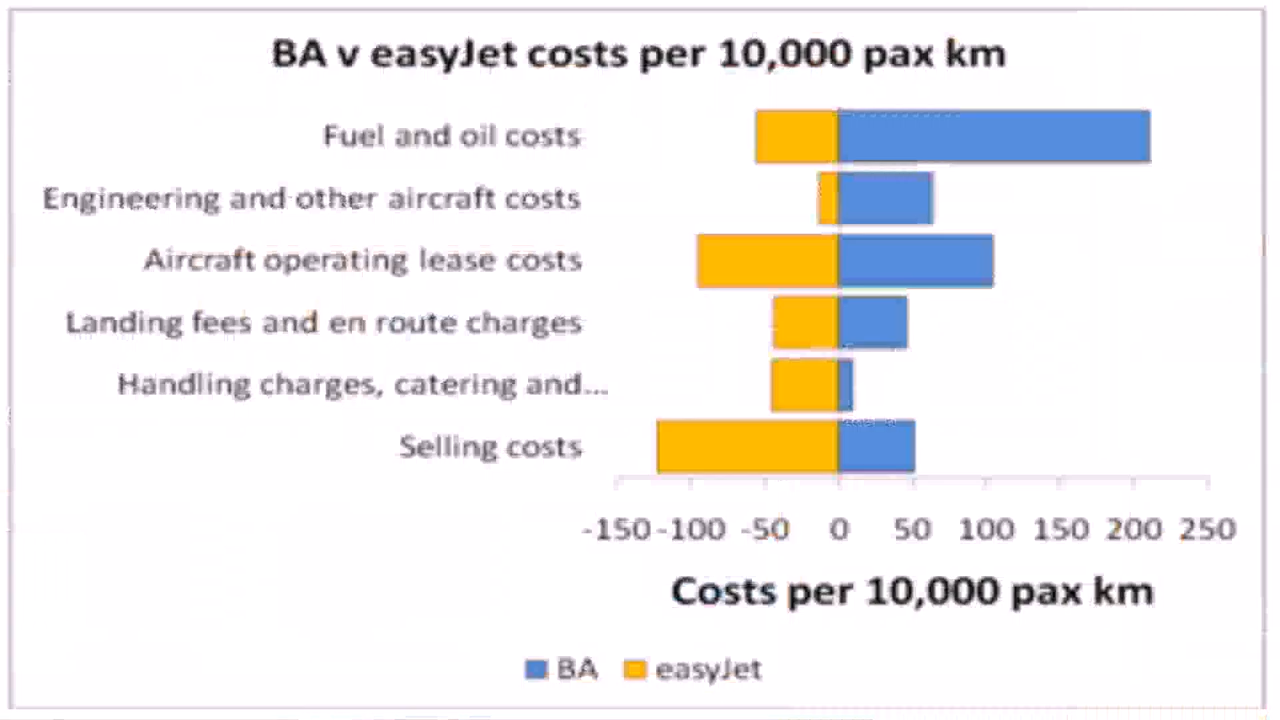 BA v easyJet costs per 10,000 pax km
Fuel and oil costs
Engineering and other aircraft costs
Aircraft operating lease costs
Landing fees and en route charges
Handling charges, catering and...
Selling costs
-150 -100 -50 0 50 100 150 200 250
Costs per 10,000 pax km
BA easyJet